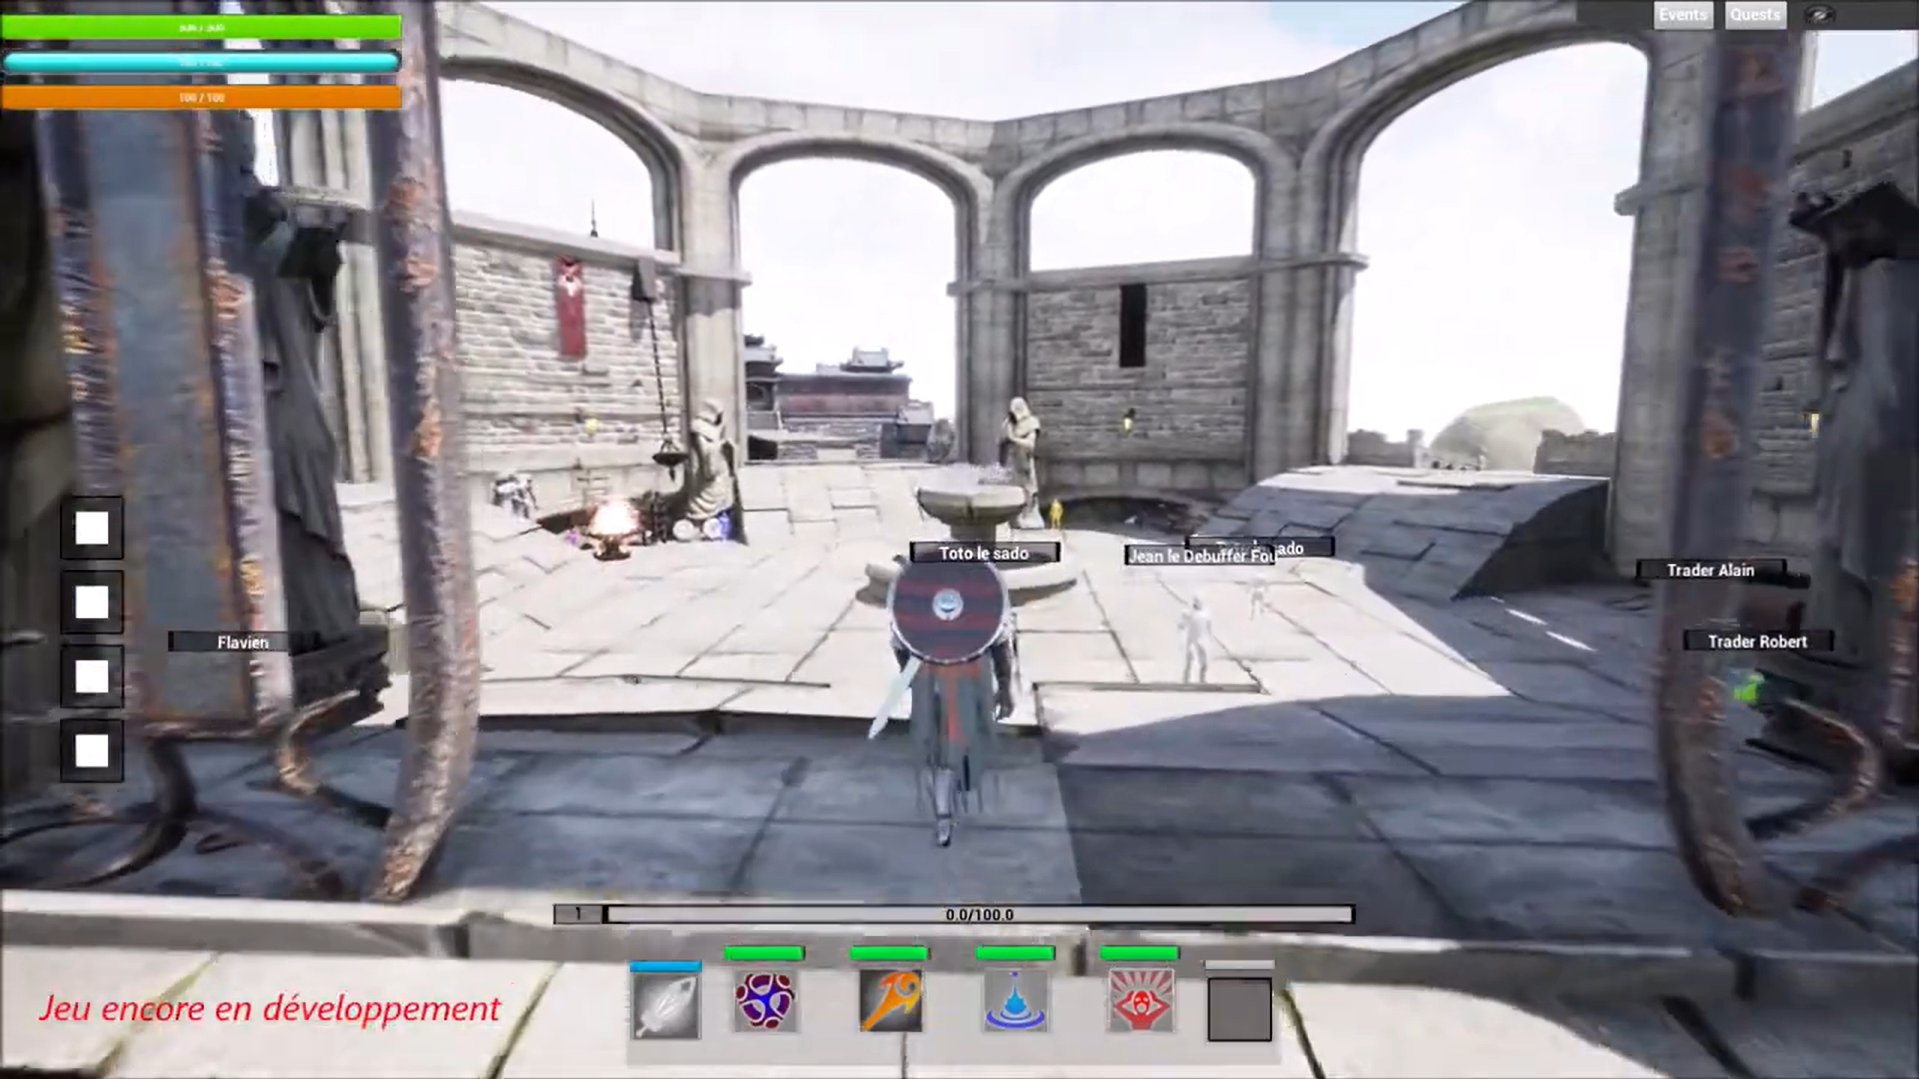 Events Quests
100 / 100
Toto le sado
Jean le Debuffer Fou
ado
Trader Alain
Trader Robert
Flavien
1 0.0/100.0
Jeu encore en développement